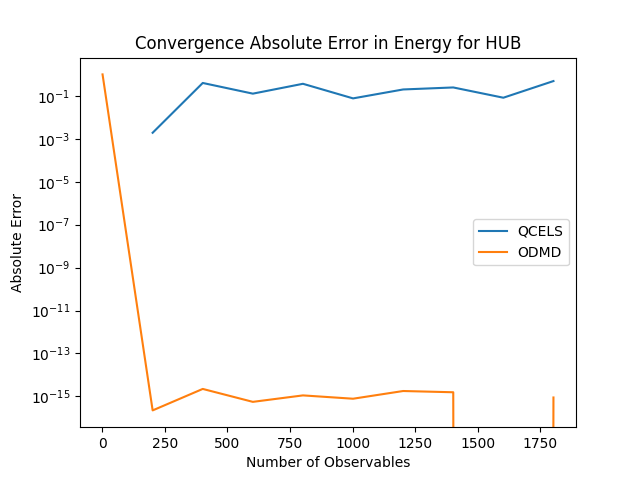 Convergence Absolute Error in Energy for HUB
Absolute Error
10⁻¹
10⁻³
10⁻⁵
10⁻⁷
10⁻⁹
10⁻¹¹
10⁻¹³
10⁻¹⁵
QCELS
ODMD
0 250 500 750 1000 1250 1500 1750
Number of Observables